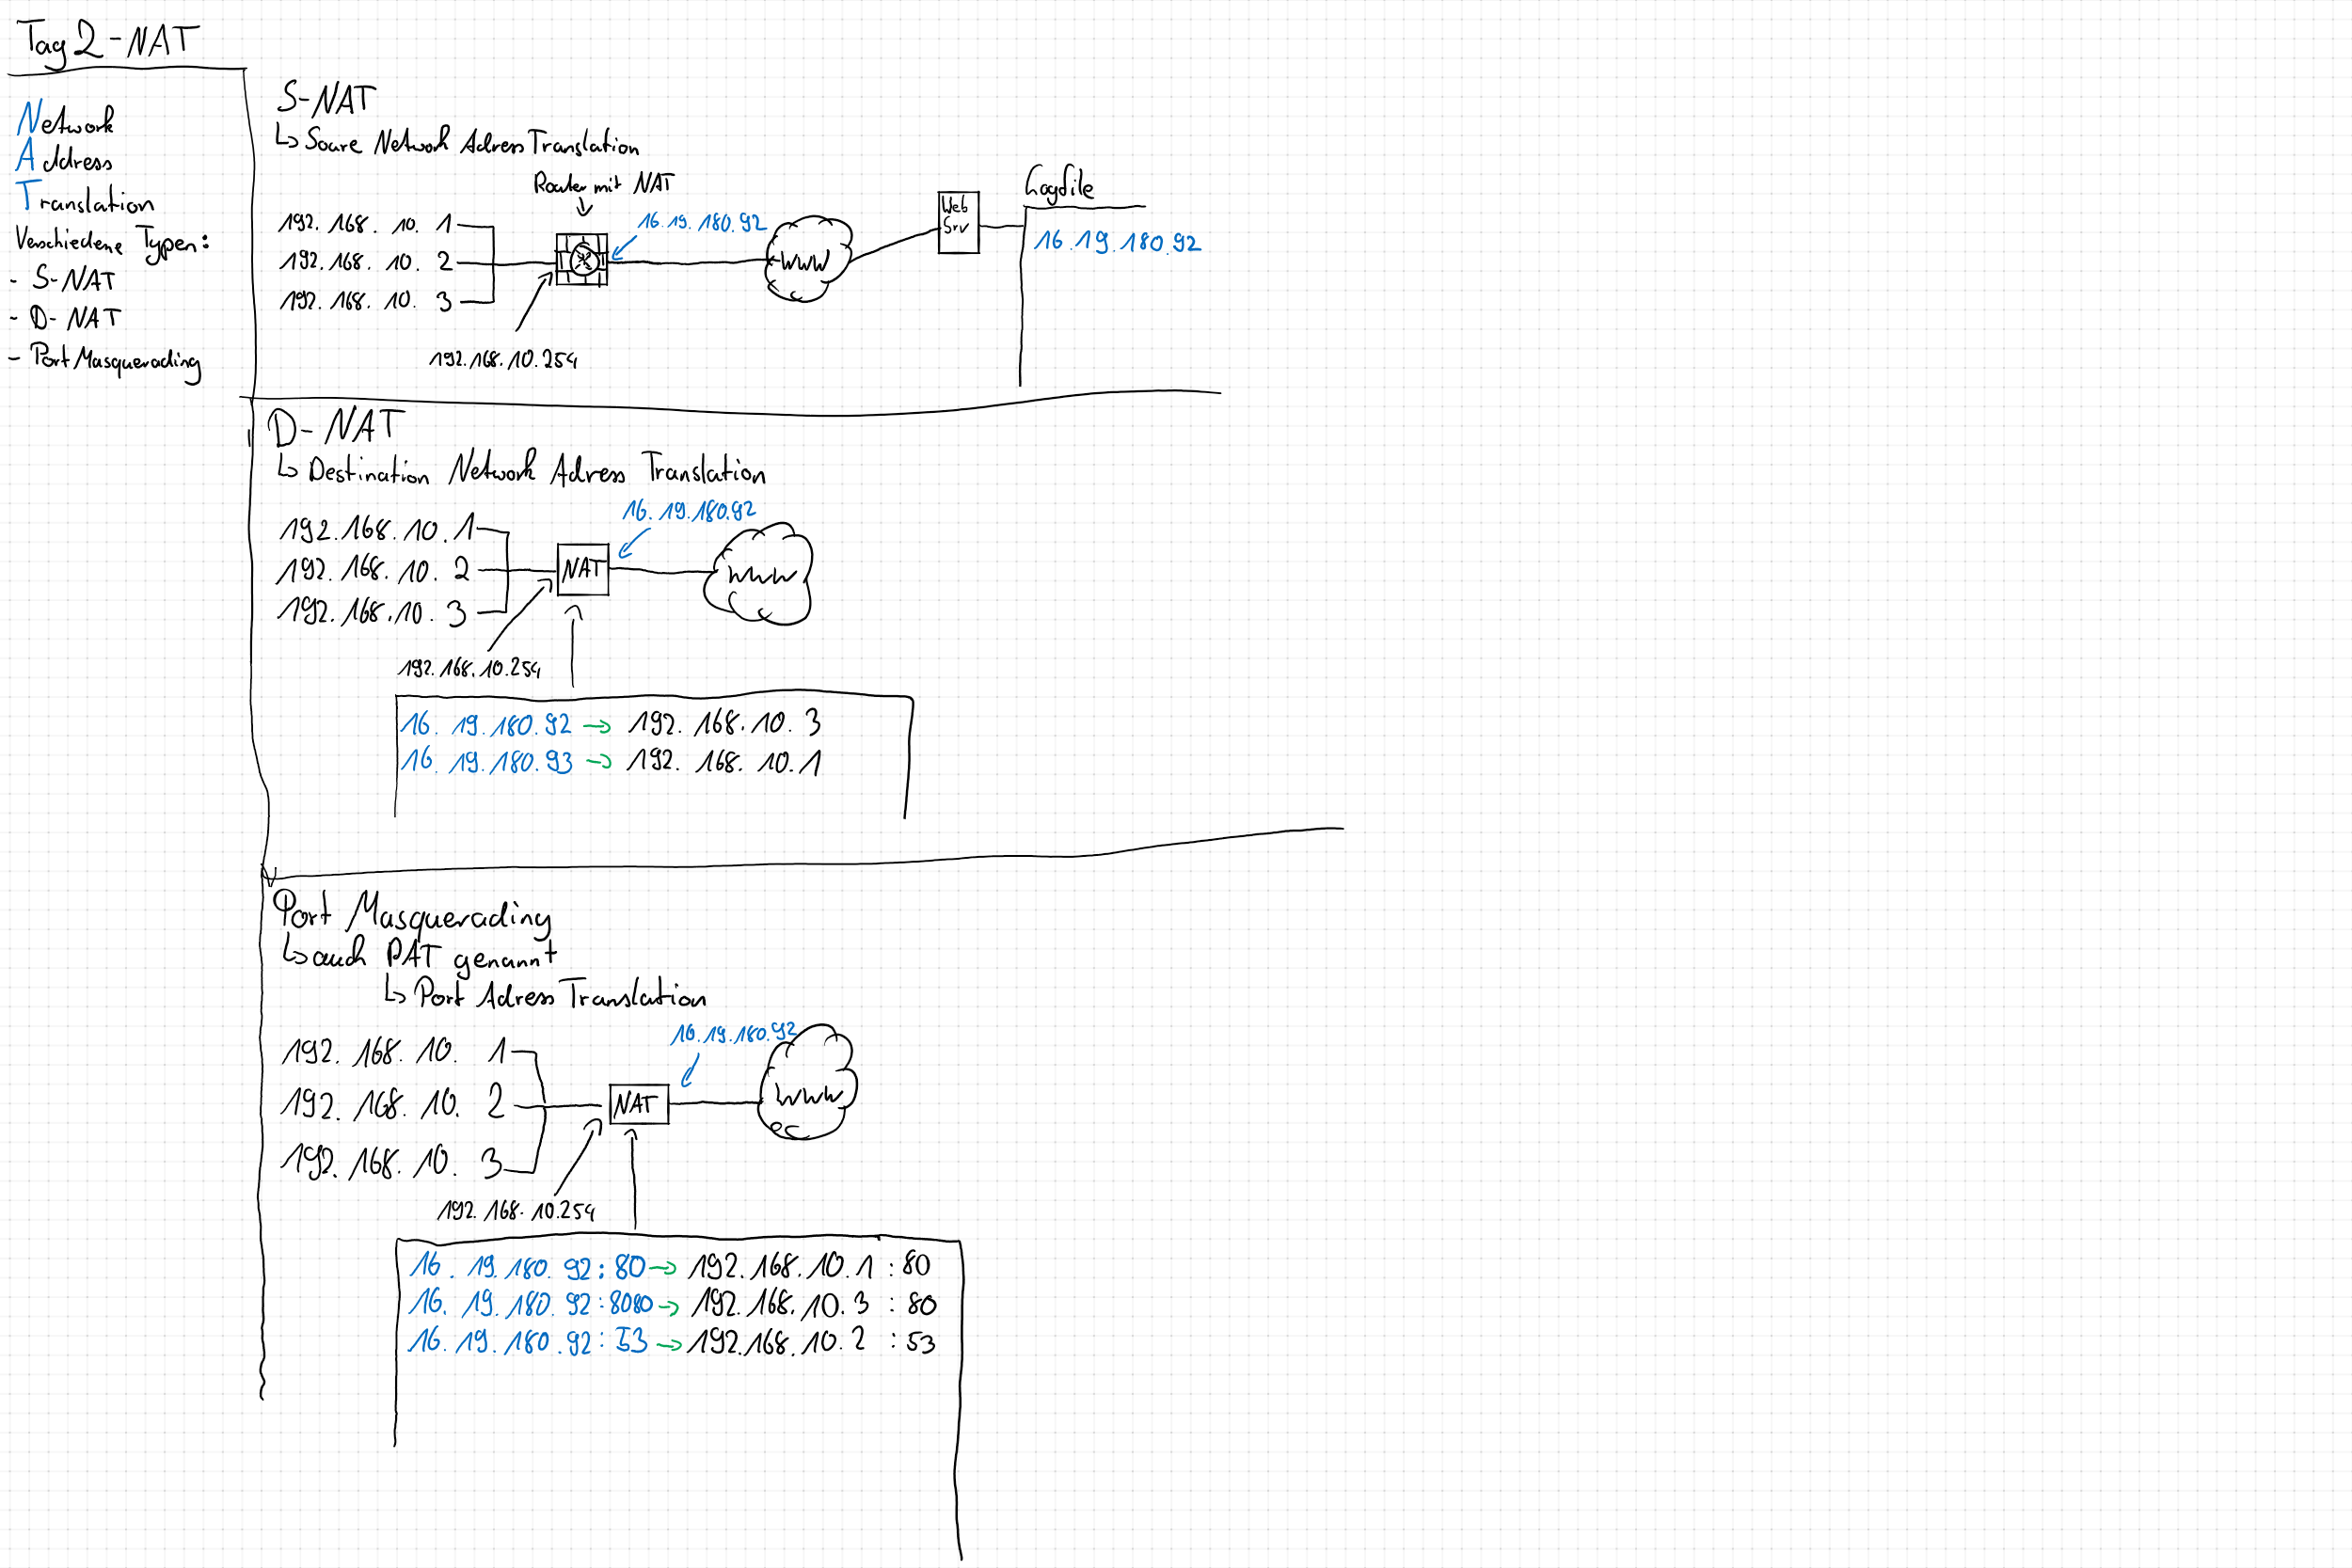 Tag 2 - NAT
Network
Address
Translation
Verschiedene Typen:
- S-NAT
- D-NAT
- Port Masquerading
S-NAT
↳ Soure Network Adress Translation
Router mit NAT
192.168.10.1
192.168.10.2
192.168.10.3
192.168.10.254
16.19.180.92
WWW
Web
Srv
Logfile
16.19.180.92
D-NAT
↳ Destination Network Adress Translation
16.19.180.92
192.168.10.1
192.168.10.2
192.168.10.3
NAT
www
192.168.10.254
16.19.180.92 → 192.168.10.3
16.19.180.93 → 192.168.10.1
Port Masquerading
↳ auch PAT genannt
↳ Port Adress Translation
16.19.180.92
192.168.10.1
192.168.10.2
192.168.10.3
NAT
www
192.168.10.254
16.19.180.92:80 → 192.168.10.1:80
16.19.180.92:8080 → 192.168.10.3:80
16.19.180.92:53 → 192.168.10.2:53